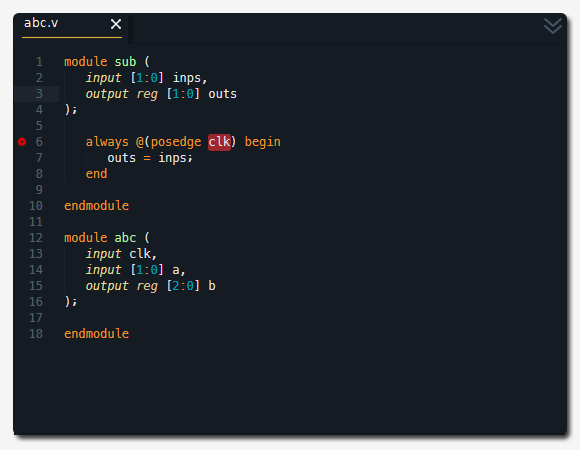 abc.v
1 module sub (
2 input [1:0] inps,
3 output reg [1:0] outs
4 );
5
6 always @(posedge clk) begin
7 outs = inps;
8 end
9
10 endmodule
11
12 module abc (
13 input clk,
14 input [1:0] a,
15 output reg [2:0] b
16 );
17
18 endmodule